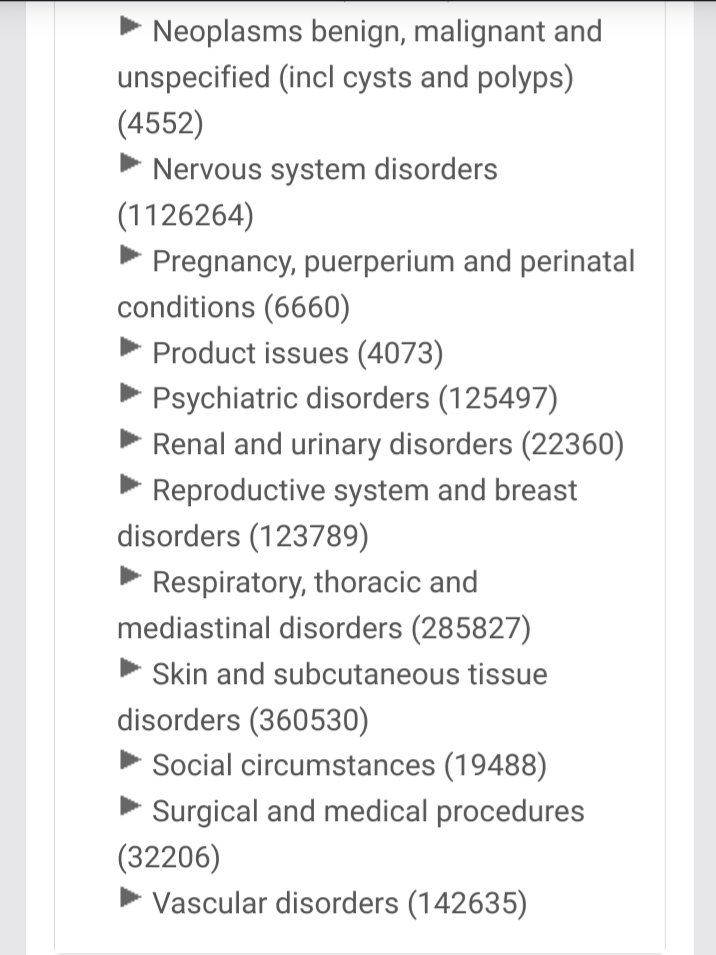 ▶ Neoplasms benign, malignant and
unspecified (incl cysts and polyps)
(4552)
▶ Nervous system disorders
(1126264)
▶ Pregnancy, puerperium and perinatal
conditions (6660)
▶ Product issues (4073)
▶ Psychiatric disorders (125497)
▶ Renal and urinary disorders (22360)
▶ Reproductive system and breast
disorders (123789)
▶ Respiratory, thoracic and
mediastinal disorders (285827)
▶ Skin and subcutaneous tissue
disorders (360530)
▶ Social circumstances (19488)
▶ Surgical and medical procedures
(32206)
▶ Vascular disorders (142635)